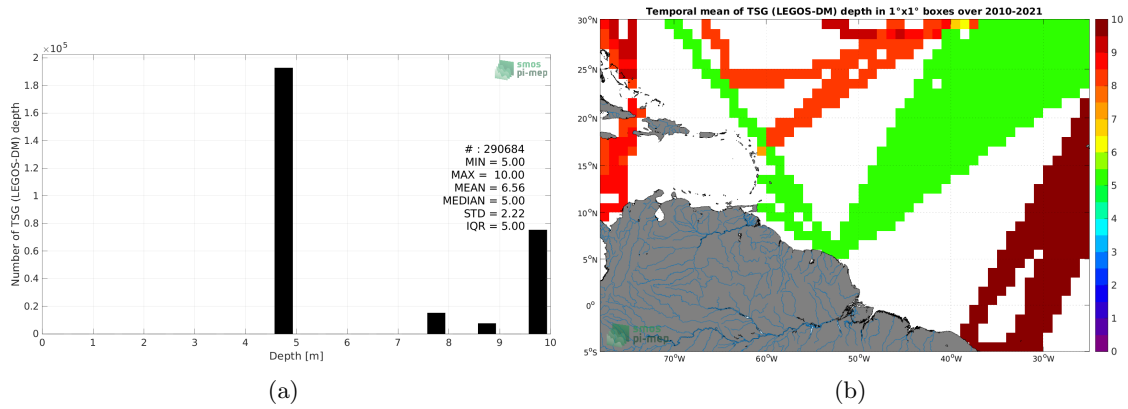 ×10⁵
2
1.8
1.6
1.4
1.2
1
0.8
0.6
0.4
0.2
0
Number of TSG (LEGOS-DM) depth
smos
pi-mep
# : 290684
MIN = 5.00
MAX = 10.00
MEAN = 6.56
MEDIAN = 5.00
STD = 2.22
IQR = 5.00
0 1 2 3 4 5 6 7 8 9 10
Depth [m]
(a)
Temporal mean of TSG (LEGOS-DM) depth in 1°x1° boxes over 2010-2021
30°N
25°N
20°N
15°N
10°N
5°N
0°
5°S
smos
pi-mep
70°W 60°W 50°W 40°W 30°W
10
9
8
7
6
5
4
3
2
1
0
(b)